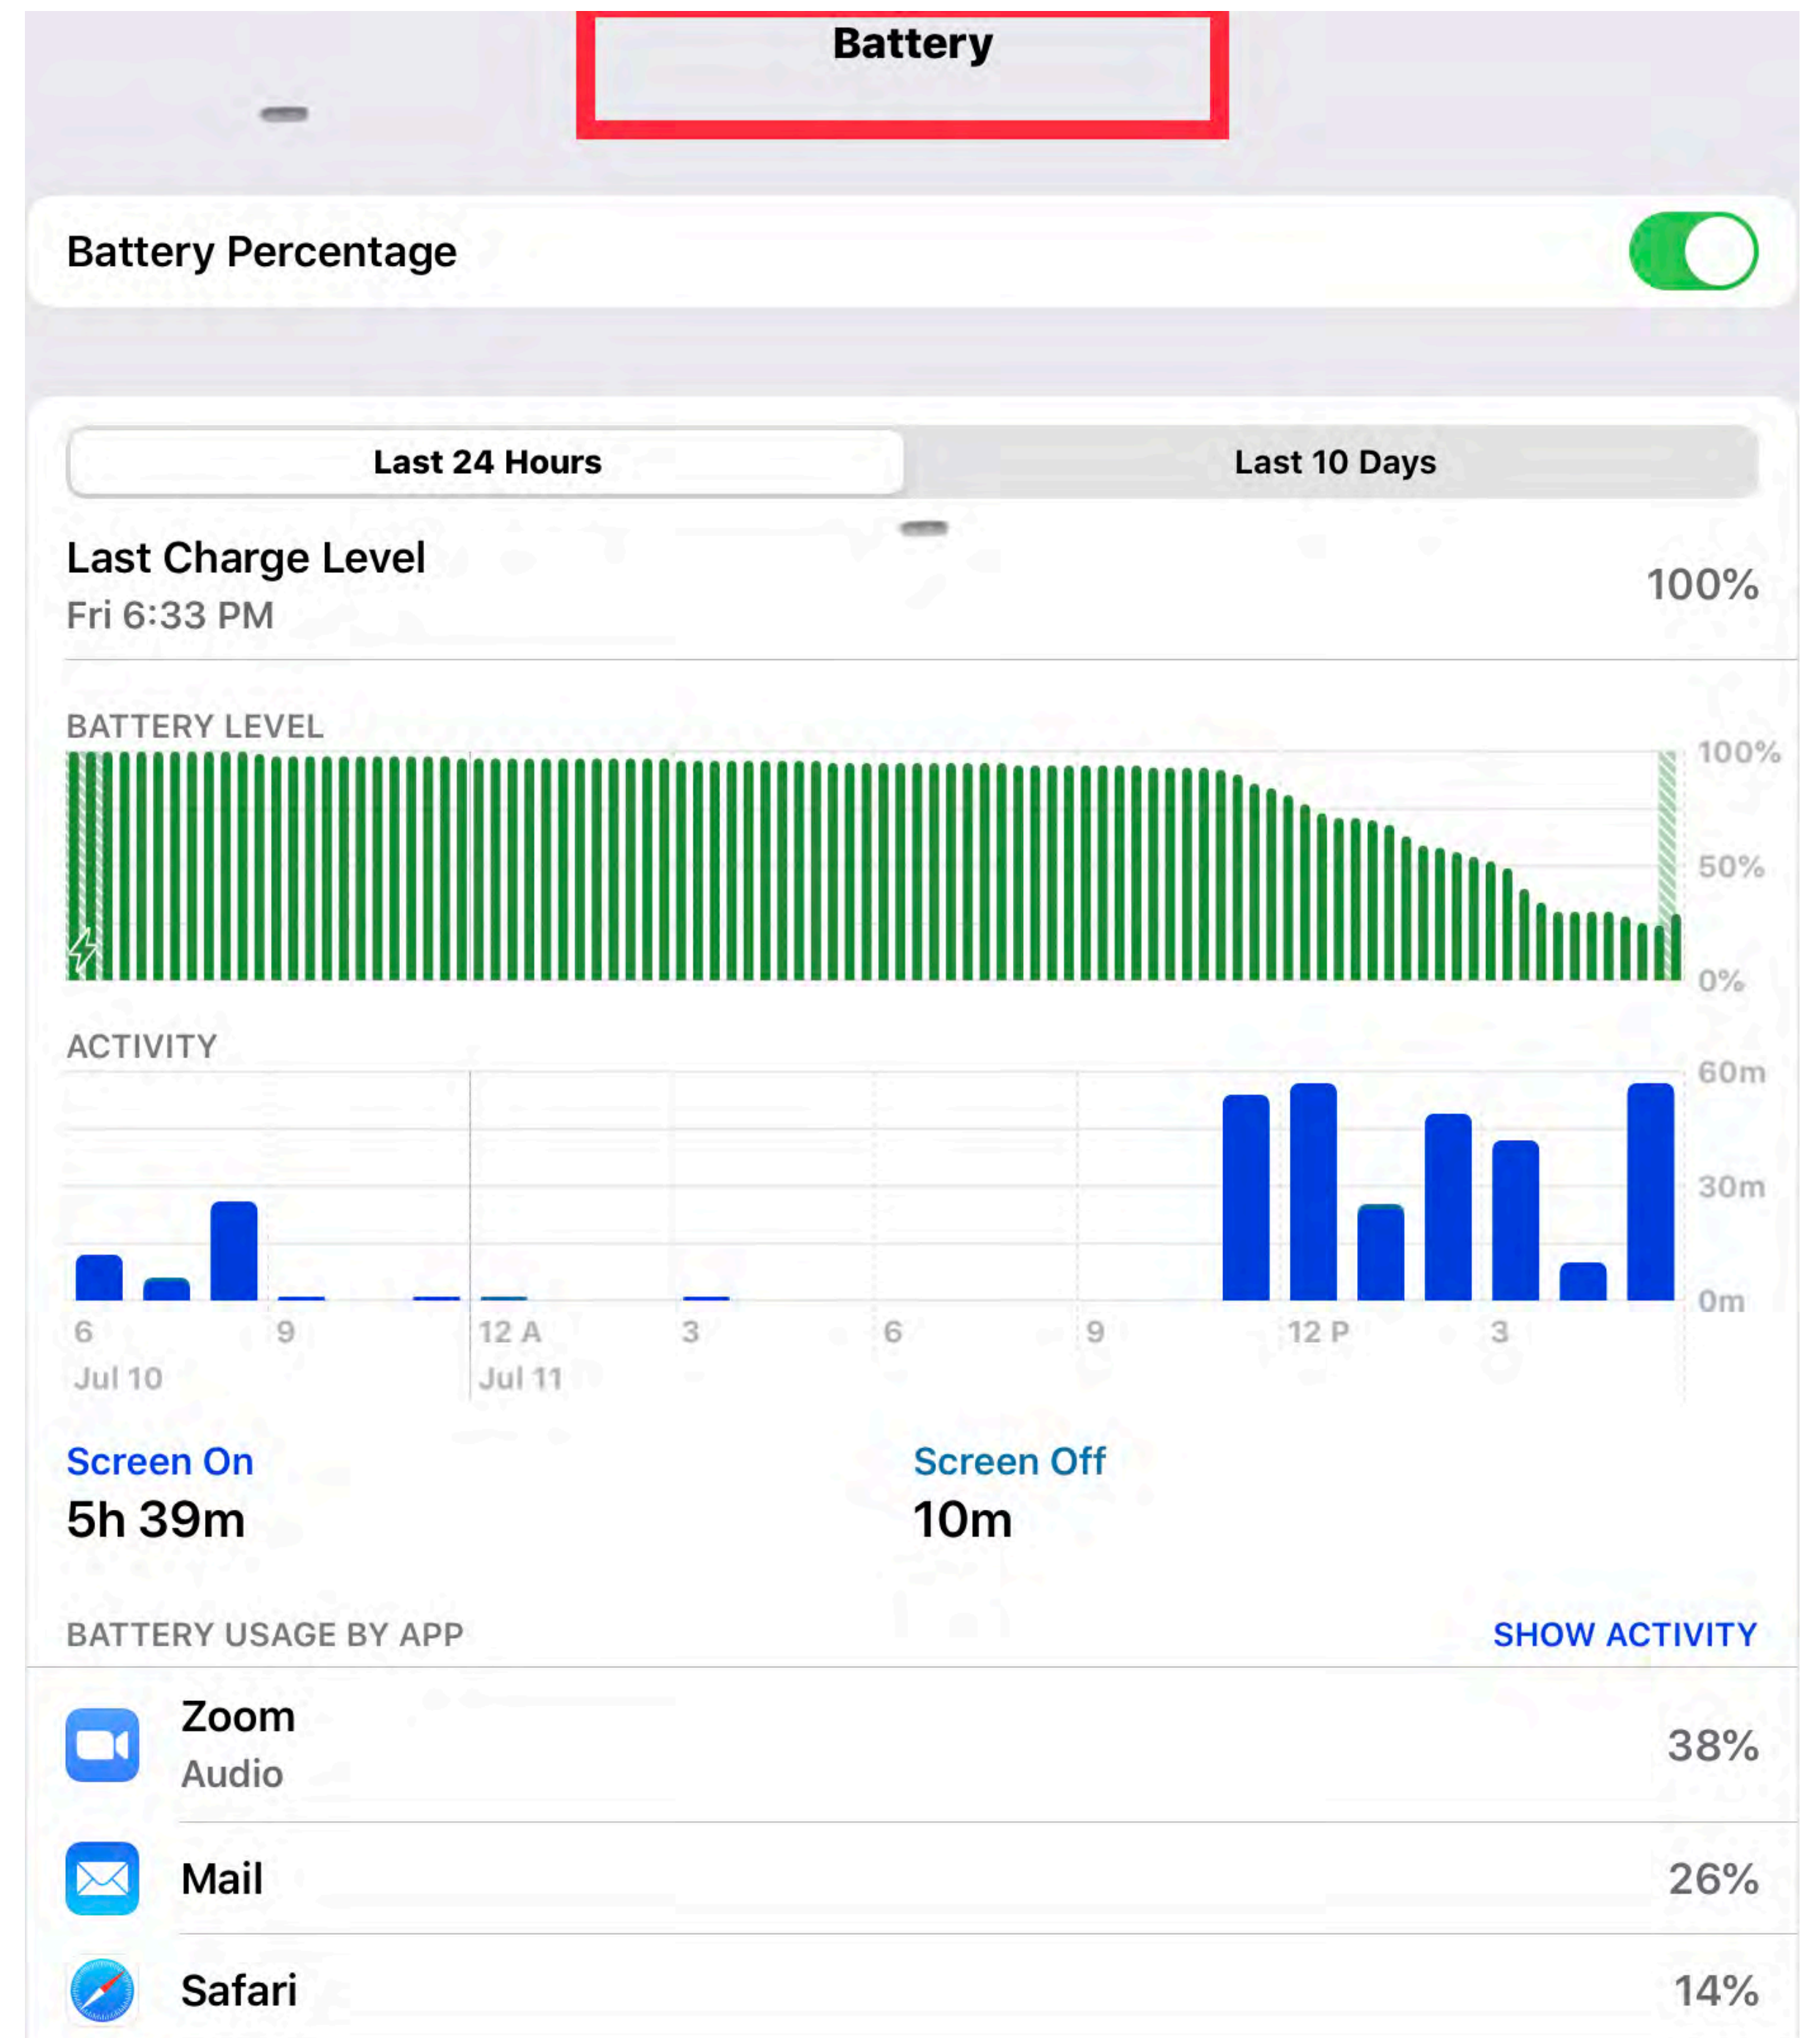 Battery
Battery Percentage
Last 24 Hours Last 10 Days
Last Charge Level
Fri 6:33 PM
100%
BATTERY LEVEL
100%
50%
0%
ACTIVITY
60m
30m
0m
6 9 12 A 3 6 9 12 P 3
Jul 10 Jul 11
Screen On Screen Off
5h 39m 10m
BATTERY USAGE BY APP SHOW ACTIVITY
Zoom
Audio
38%
Mail 26%
Safari 14%